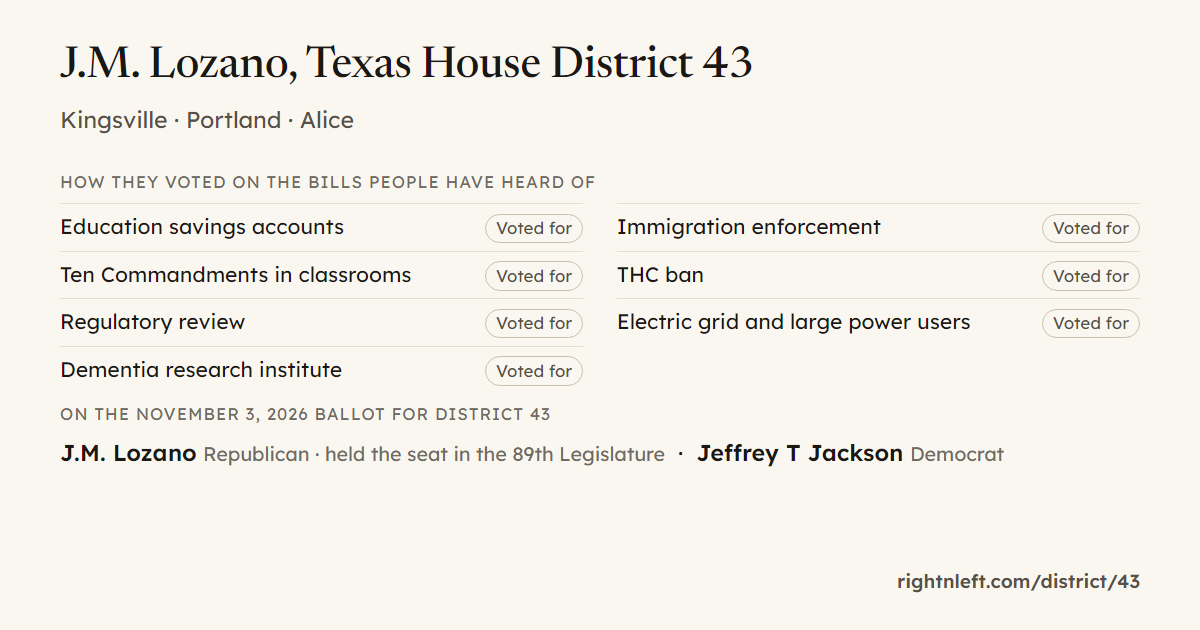 J.M. Lozano, Texas House District 43
Kingsville · Portland · Alice
HOW THEY VOTED ON THE BILLS PEOPLE HAVE HEARD OF
Education savings accounts Voted for
Ten Commandments in classrooms Voted for
Regulatory review Voted for
Dementia research institute Voted for
Immigration enforcement Voted for
THC ban Voted for
Electric grid and large power users Voted for
ON THE NOVEMBER 3, 2026 BALLOT FOR DISTRICT 43
J.M. Lozano Republican · held the seat in the 89th Legislature · Jeffrey T Jackson Democrat
rightnleft.com/district/43